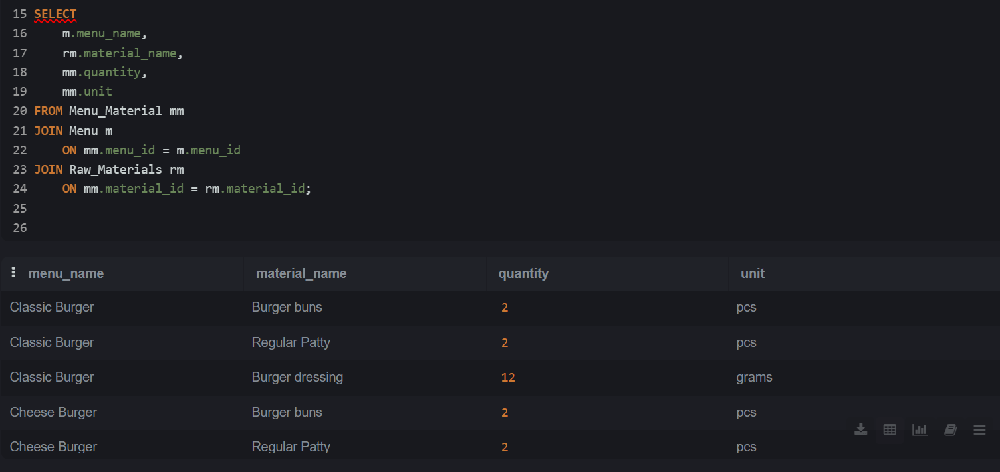 15 SELECT
16     m.menu_name,
17     rm.material_name,
18     mm.quantity,
19     mm.unit
20 FROM Menu_Material mm
21 JOIN Menu m
22     ON mm.menu_id = m.menu_id
23 JOIN Raw_Materials rm
24     ON mm.material_id = rm.material_id;
25
26
menu_name material_name quantity unit
Classic Burger Burger buns 2 pcs
Classic Burger Regular Patty 2 pcs
Classic Burger Burger dressing 12 grams
Cheese Burger Burger buns 2 pcs
Cheese Burger Regular Patty 2 pcs